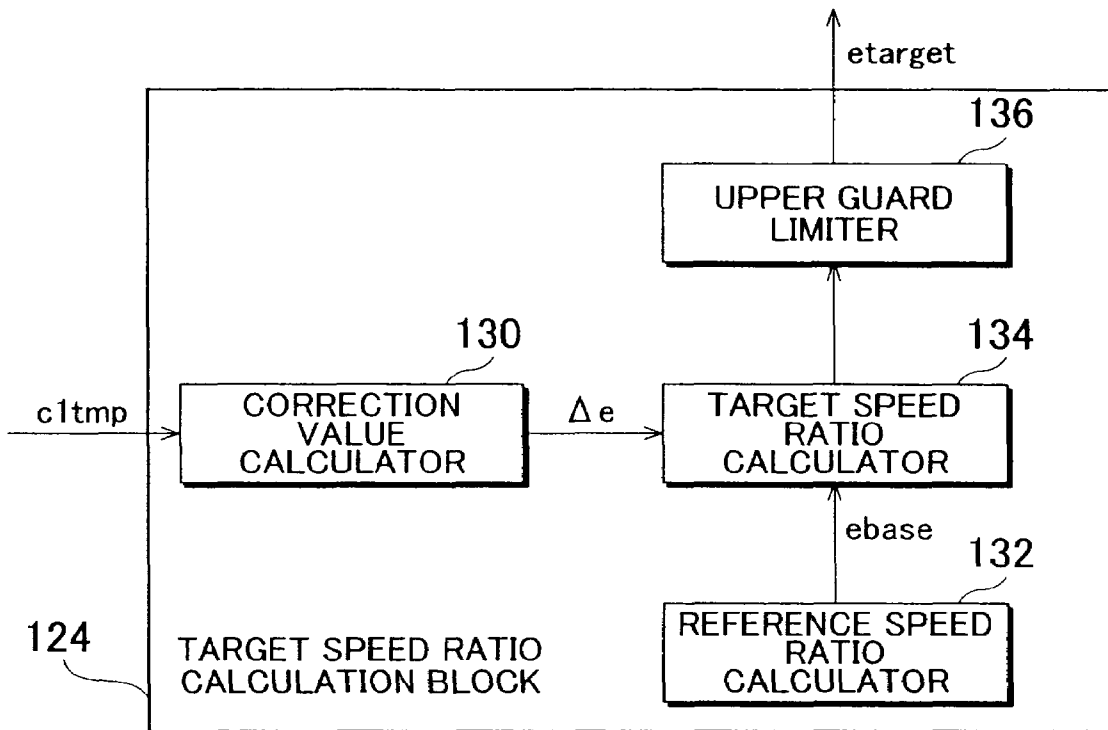 etarget
136
UPPER GUARD
LIMITER
130
134
c1tmp
CORRECTION
VALUE
CALCULATOR
Δe
TARGET SPEED
RATIO
CALCULATOR
ebase
132
124
TARGET SPEED RATIO
CALCULATION BLOCK
REFERENCE SPEED
RATIO
CALCULATOR